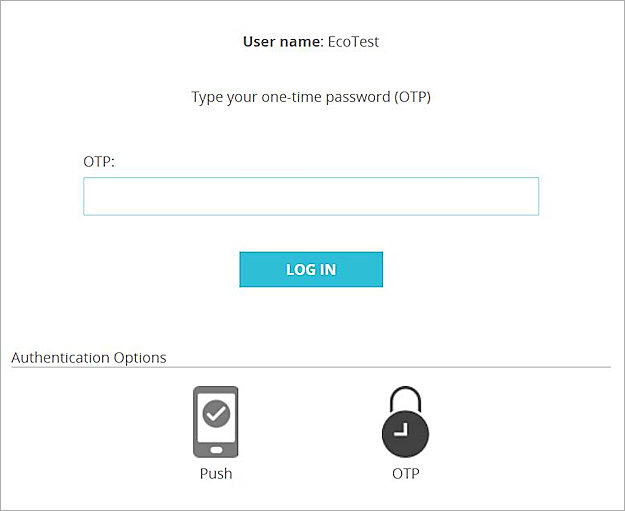 User name: EcoTest
Type your one-time password (OTP)
OTP:
LOG IN
Authentication Options
Push
OTP